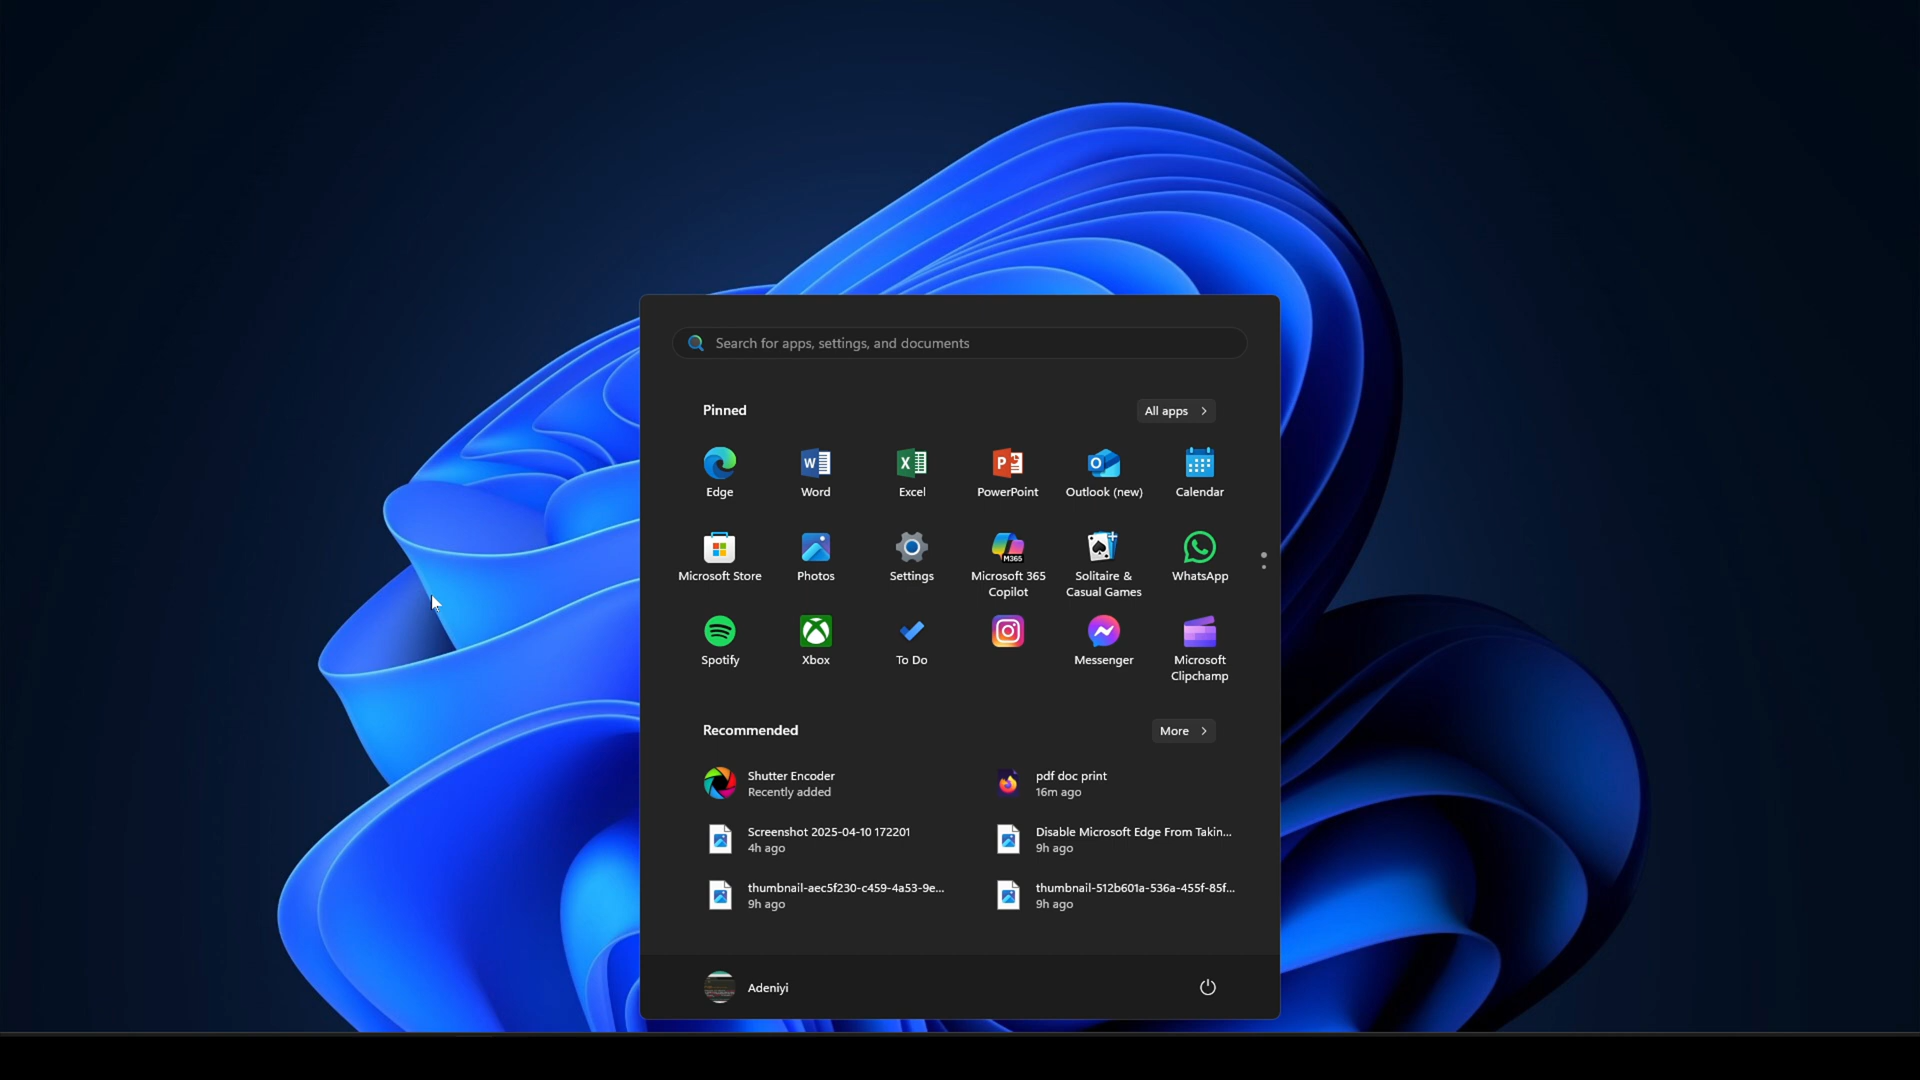 Search for apps, settings, and documents
Pinned
All apps
Edge
Word
Excel
PowerPoint
Outlook (new)
Calendar
Microsoft Store
Photos
Settings
M365
Microsoft 365
Copilot
Solitaire &
Casual Games
WhatsApp
Spotify
Xbox
To Do
Messenger
Microsoft
Clipchamp
Recommended
More
Shutter Encoder
Recently added
pdf doc print
16m ago
Screenshot 2025-04-10 172201
4h ago
Disable Microsoft Edge From Takin...
9h ago
thumbnail-aec5f230-c459-4a53-9e...
9h ago
thumbnail-512b601a-536a-455f-85f...
9h ago
Adeniyi